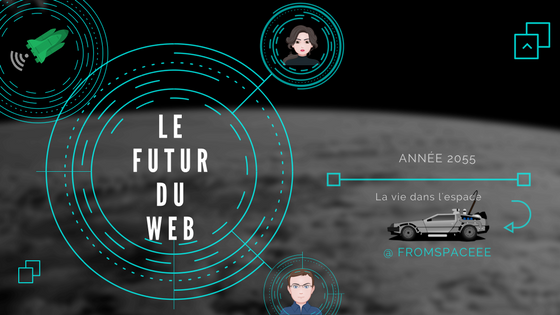 LE
FUTUR
DU
WEB
ANNÉE 2055
La vie dans l'espace
@ FROMSPACEEE